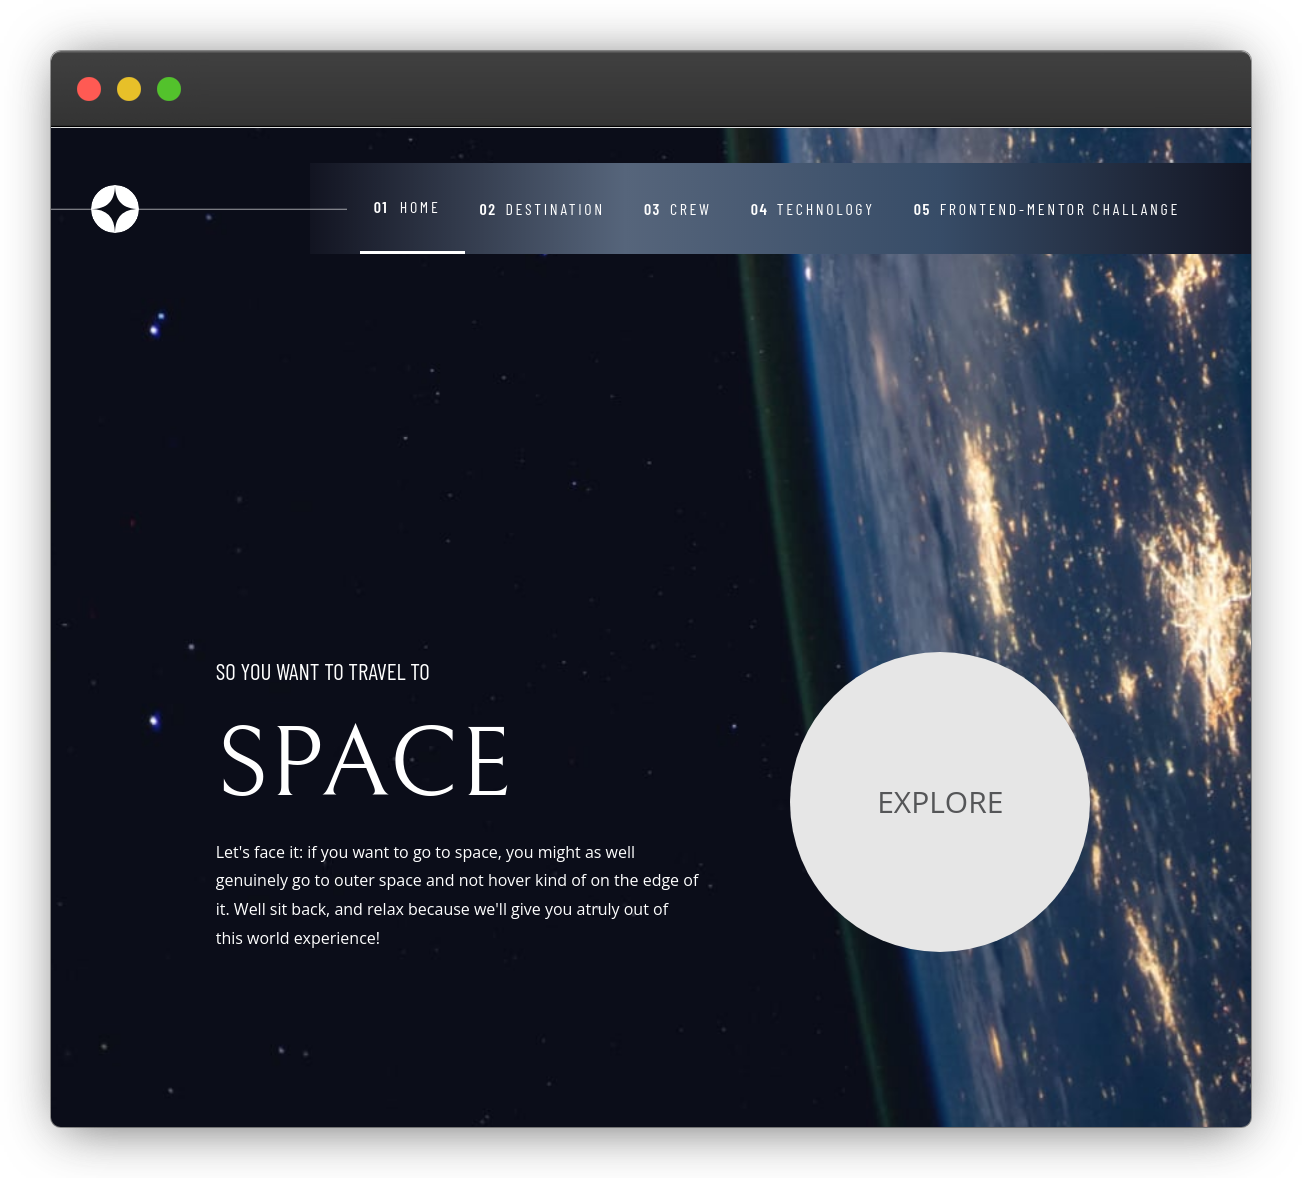 01 HOME 02 DESTINATION 03 CREW 04 TECHNOLOGY 05 FRONTEND-MENTOR CHALLANGE
SO YOU WANT TO TRAVEL TO
SPACE
Let's face it: if you want to go to space, you might as well
genuinely go to outer space and not hover kind of on the edge of
it. Well sit back, and relax because we'll give you atruly out of
this world experience!
EXPLORE